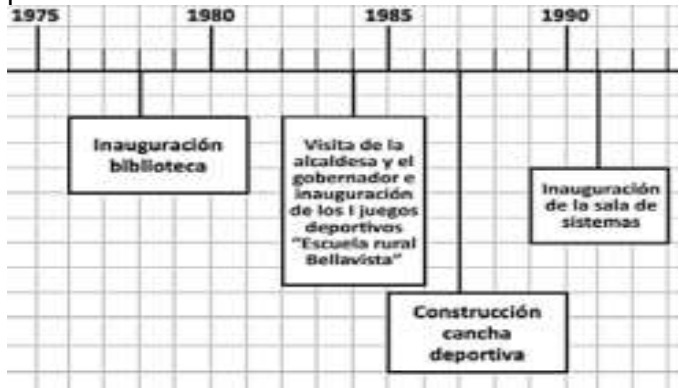 1975 1980 1985 1990
Inauguración
biblioteca
Visita de la
alcaldesa y el
gobernador e
inauguración
de los I juegos
deportivos
"Escuela rural
Bellavista"
Inauguración
de la sala de
sistemas
Construcción
cancha
deportiva